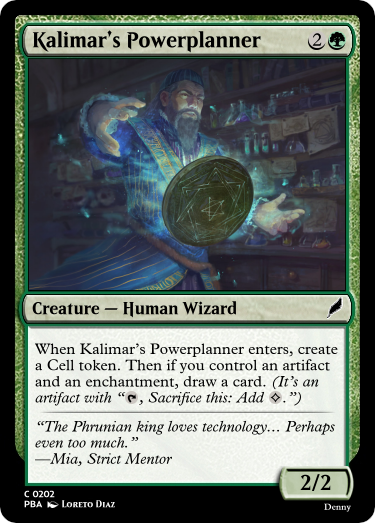 Kalimar's Powerplanner 2
Creature — Human Wizard
When Kalimar's Powerplanner enters, create
a Cell token. Then if you control an artifact
and an enchantment, draw a card. (It's an
artifact with “, Sacrifice this: Add .”)
“The Phrunian king loves technology… Perhaps
even too much.”
—Mia, Strict Mentor
2/2
C 0202
PBA Loreto Diaz
Denny